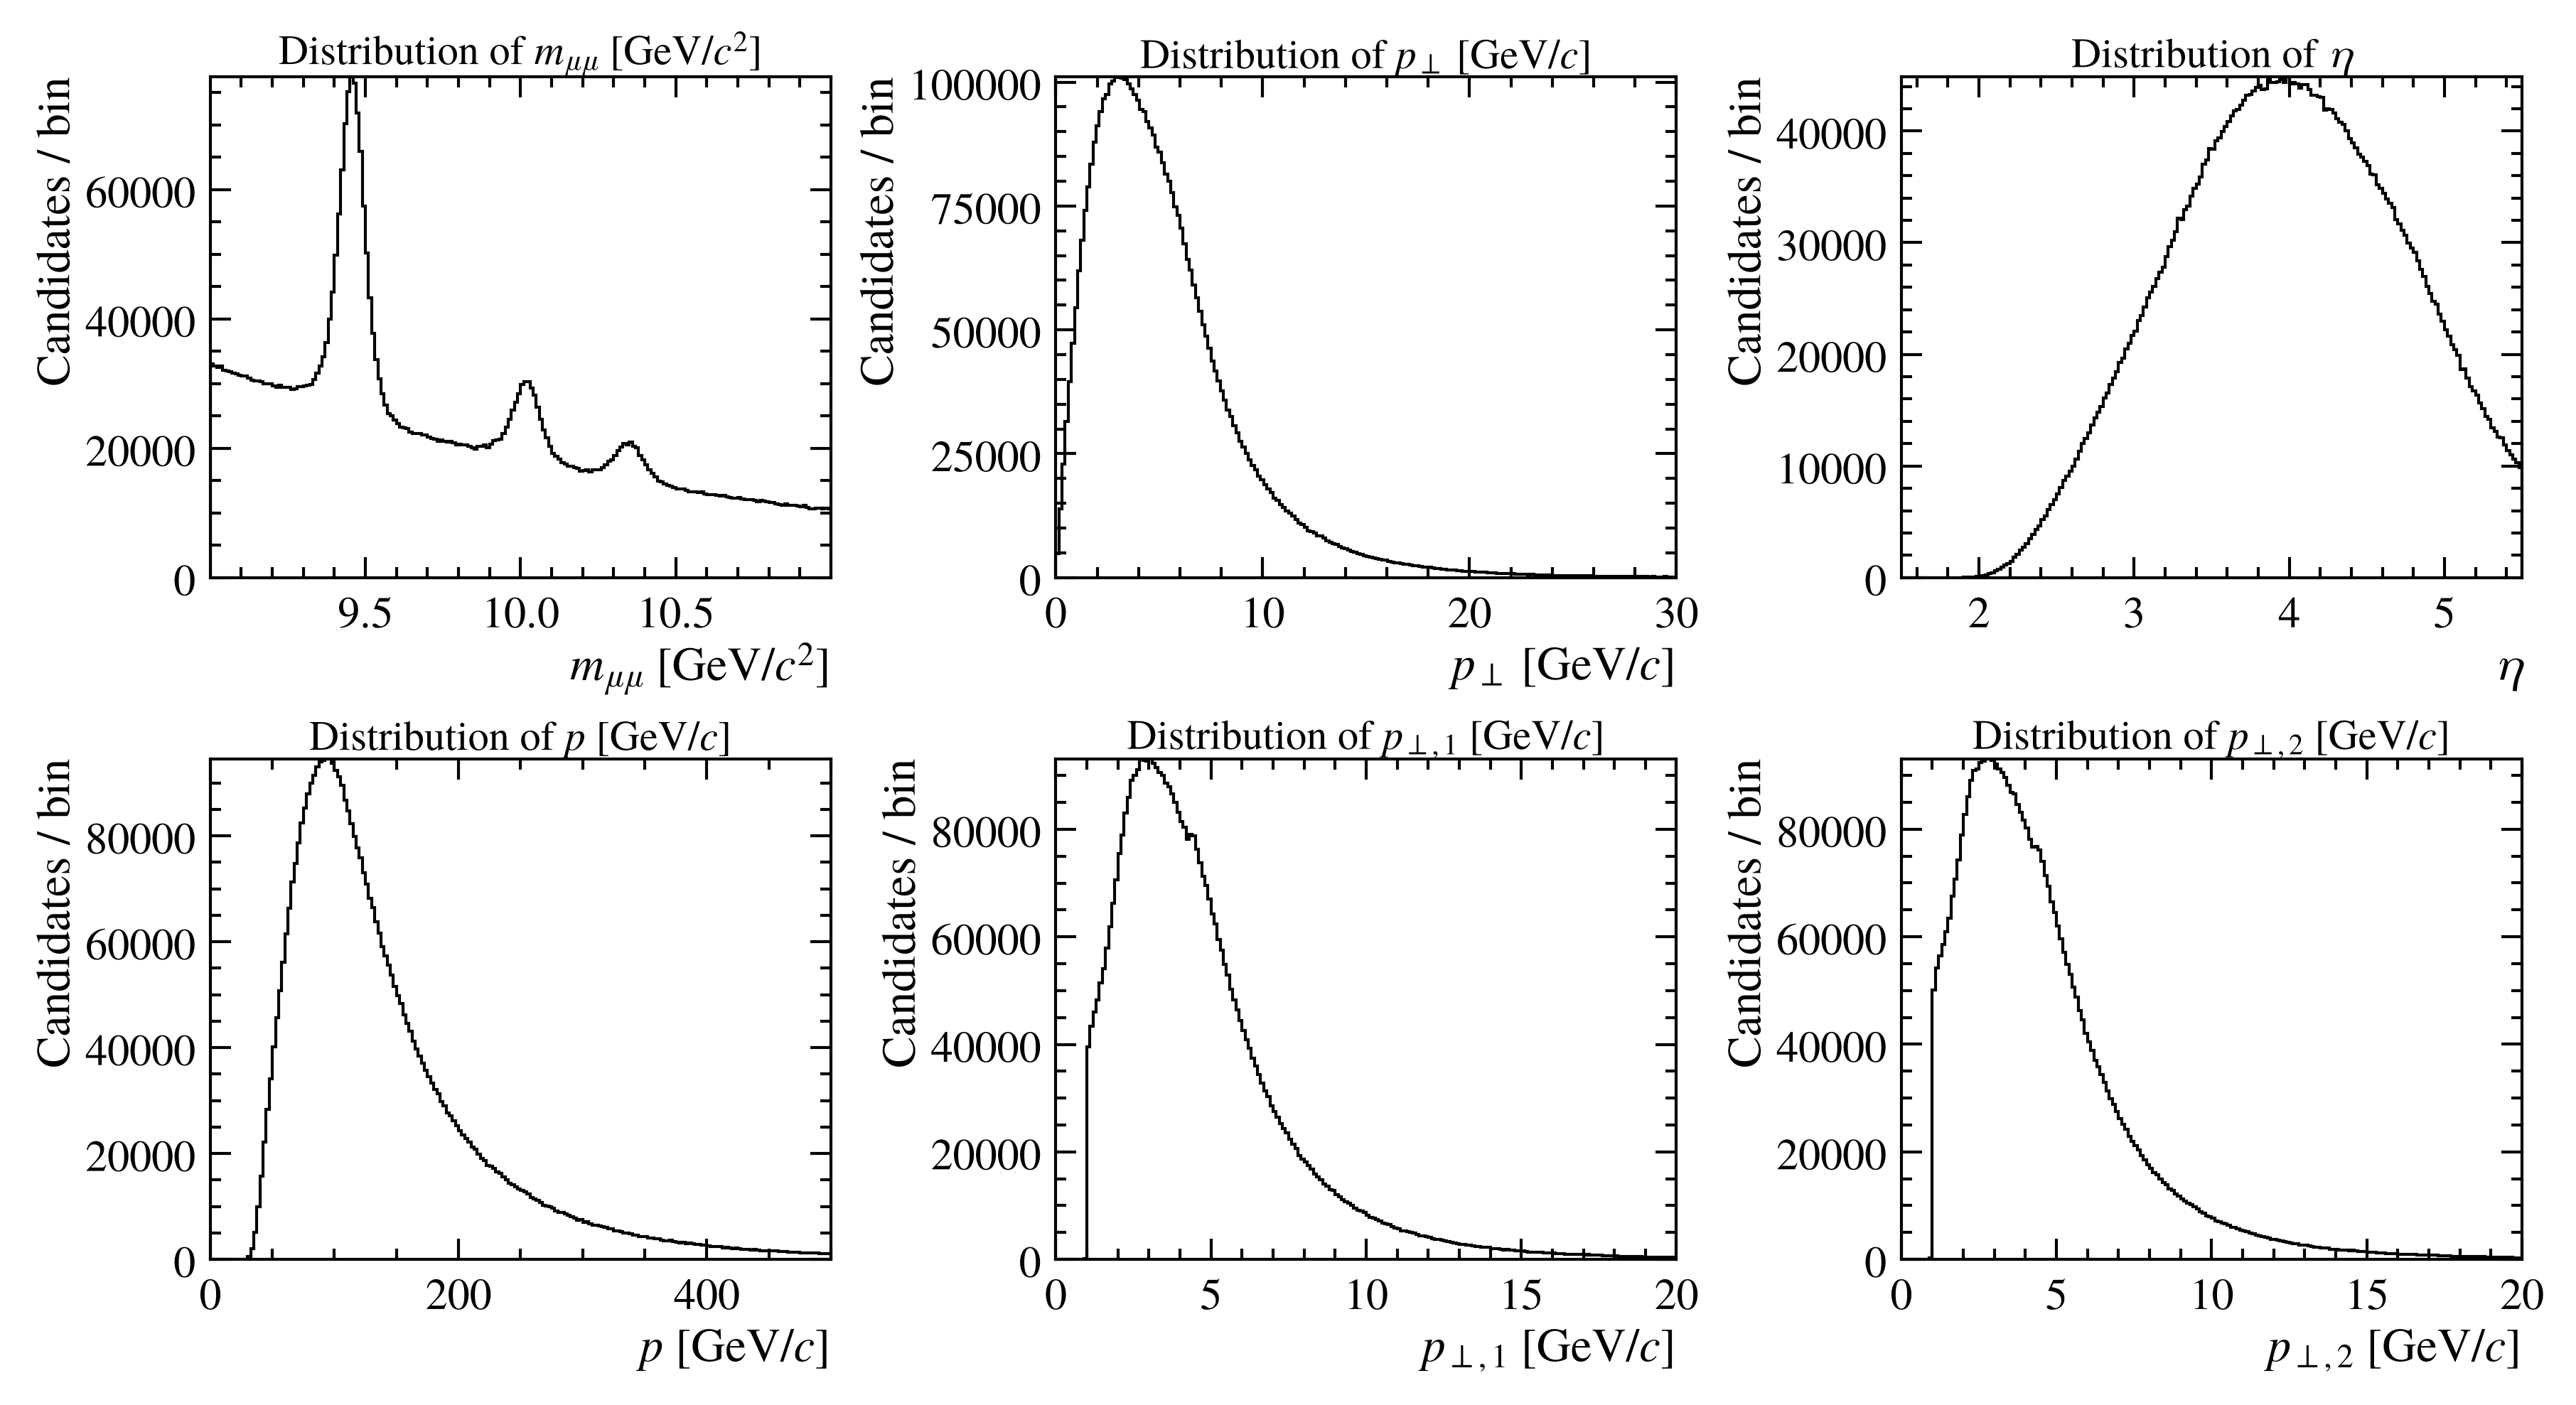 Distribution of m_μμ [GeV/c²]
Candidates / bin
60000
40000
20000
0
9.5 10.0 10.5
m_μμ [GeV/c²]
Distribution of p_⊥ [GeV/c]
Candidates / bin
100000
75000
50000
25000
0
0 10 20 30
p_⊥ [GeV/c]
Distribution of η
Candidates / bin
40000
30000
20000
10000
0
2 3 4 5
η
Distribution of p [GeV/c]
Candidates / bin
80000
60000
40000
20000
0
0 200 400
p [GeV/c]
Distribution of p_⊥,1 [GeV/c]
Candidates / bin
80000
60000
40000
20000
0
0 5 10 15 20
p_⊥,1 [GeV/c]
Distribution of p_⊥,2 [GeV/c]
Candidates / bin
80000
60000
40000
20000
0
0 5 10 15 20
p_⊥,2 [GeV/c]